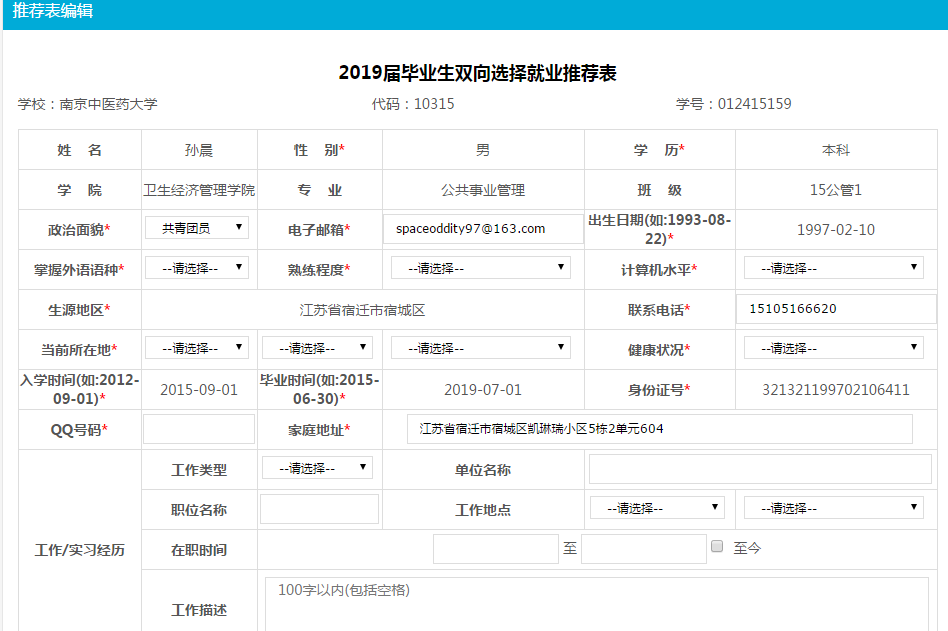 推荐表编辑
2019届毕业生双向选择就业推荐表
学校：南京中医药大学 代码：10315 学号：012415159
姓 名 孙晨 性 别* 男 学 历* 本科
学 院 卫生经济管理学院 专 业 公共事业管理 班 级 15公管1
政治面貌* 共青团员 电子邮箱* spaceoddity97@163.com 出生日期(如:1993-08-
22)* 1997-02-10
掌握外语语种* --请选择-- 熟练程度* --请选择-- 计算机水平* --请选择--
生源地区* 江苏省宿迁市宿城区 联系电话* 15105166620
当前所在地* --请选择-- --请选择-- --请选择-- 健康状况* --请选择--
入学时间(如:2012-
09-01)* 2015-09-01 毕业时间(如:2015-
06-30)* 2019-07-01 身份证号* 321321199702106411
QQ号码* 家庭地址* 江苏省宿迁市宿城区凯琳瑞小区5栋2单元604
工作/实习经历
工作类型 --请选择-- 单位名称
职位名称 工作地点 --请选择-- --请选择--
在职时间 至 至今
工作描述 100字以内(包括空格)